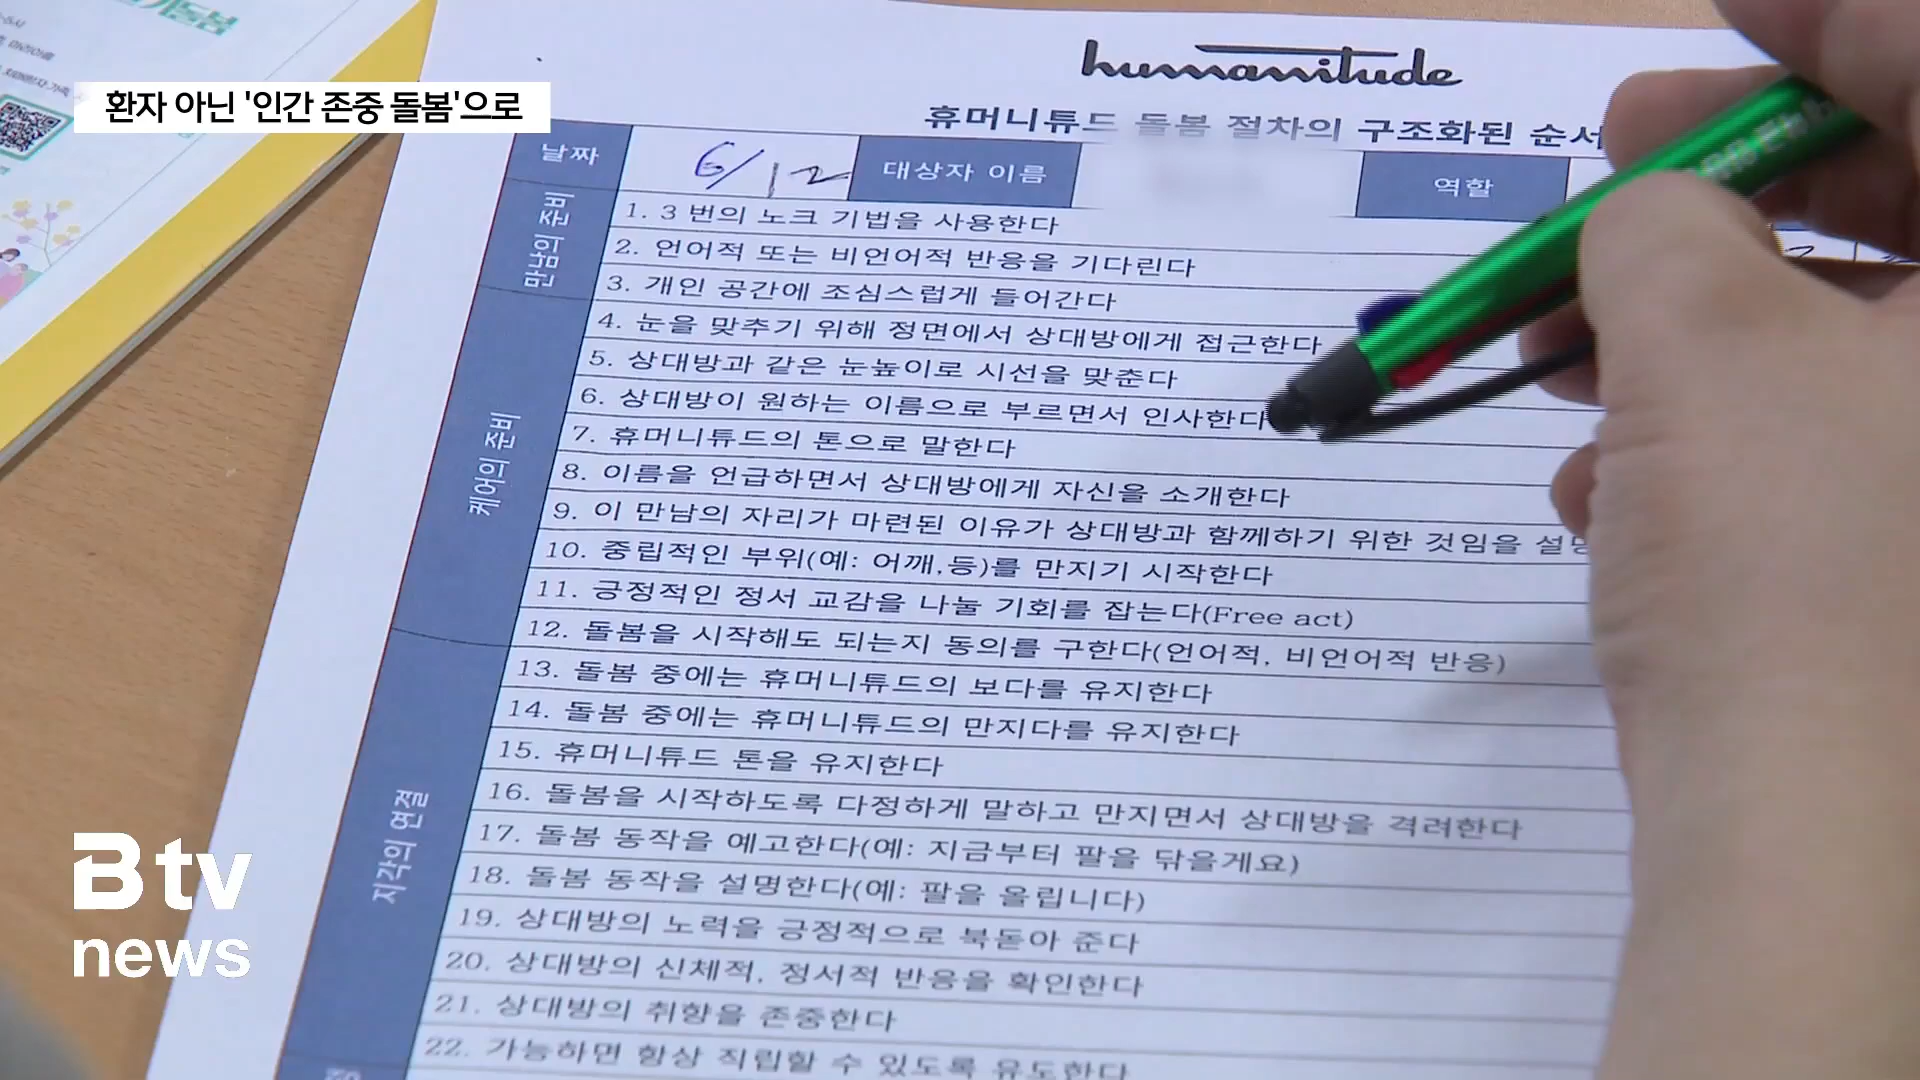 환자 아닌 '인간 존중 돌봄'으로
humanitude
휴머니튜드 돌봄 절차의 구조화된 순서
날짜 6/12 대상자 이름 역할
만남의 준비
1. 3 번의 노크 기법을 사용한다
2. 언어적 또는 비언어적 반응을 기다린다
3. 개인 공간에 조심스럽게 들어간다
케어의 준비
4. 눈을 맞추기 위해 정면에서 상대방에게 접근한다
5. 상대방과 같은 눈높이로 시선을 맞춘다
6. 상대방이 원하는 이름으로 부르면서 인사한다
7. 휴머니튜드의 톤으로 말한다
8. 이름을 언급하면서 상대방에게 자신을 소개한다
9. 이 만남의 자리가 마련된 이유가 상대방과 함께하기 위한 것임을 설명
10. 중립적인 부위(예: 어깨,등)를 만지기 시작한다
11. 긍정적인 정서 교감을 나눌 기회를 잡는다(Free act)
12. 돌봄을 시작해도 되는지 동의를 구한다(언어적, 비언어적 반응)
지각의 연결
13. 돌봄 중에는 휴머니튜드의 보다를 유지한다
14. 돌봄 중에는 휴머니튜드의 만지다를 유지한다
15. 휴머니튜드 톤을 유지한다
16. 돌봄을 시작하도록 다정하게 말하고 만지면서 상대방을 격려한다
17. 돌봄 동작을 예고한다(예: 지금부터 팔을 닦을게요)
18. 돌봄 동작을 설명한다(예: 팔을 올립니다)
19. 상대방의 노력을 긍정적으로 북돋아 준다
20. 상대방의 신체적, 정서적 반응을 확인한다
21. 상대방의 취향을 존중한다
22. 가능하면 항상 직립할 수 있도록 유도한다
B tv
news